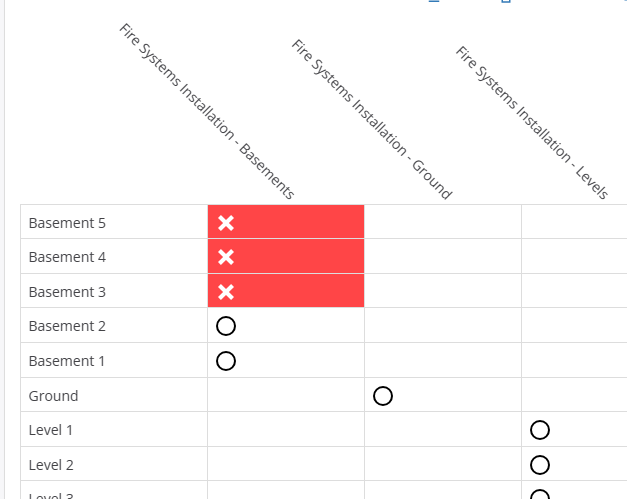 Fire Systems Installation - Basements
Fire Systems Installation - Ground
Fire Systems Installation - Levels
Basement 5
Basement 4
Basement 3
Basement 2
Basement 1
Ground
Level 1
Level 2
Level 3